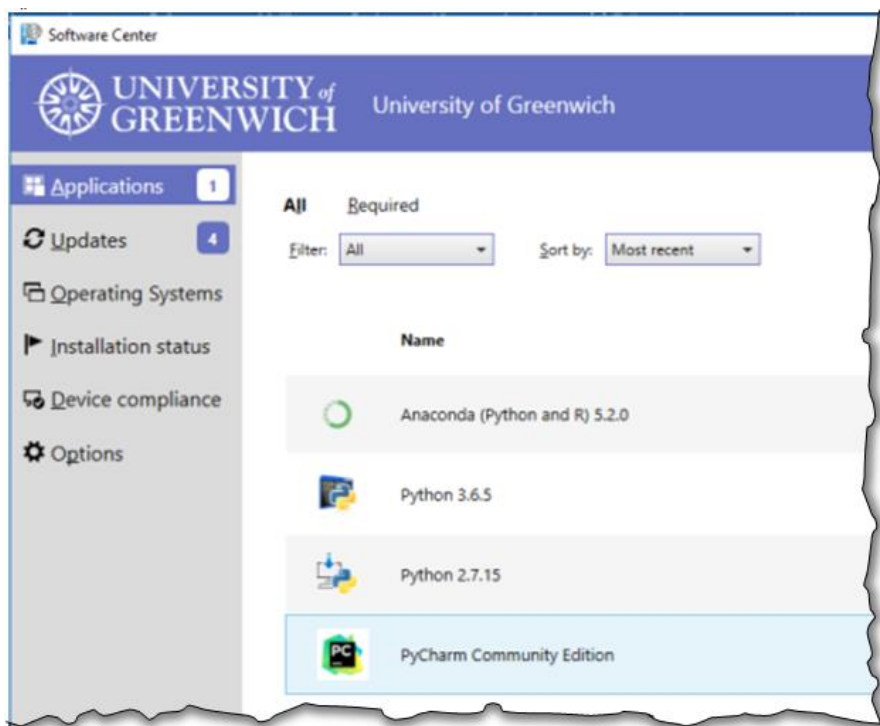 Software Center
UNIVERSITY of
GREENWICH
University of Greenwich
Applications 1
Updates 4
Operating Systems
Installation status
Device compliance
Options
All Required
Filter: All Sort by: Most recent
Name
Anaconda (Python and R) 5.2.0
Python 3.6.5
Python 2.7.15
PC PyCharm Community Edition